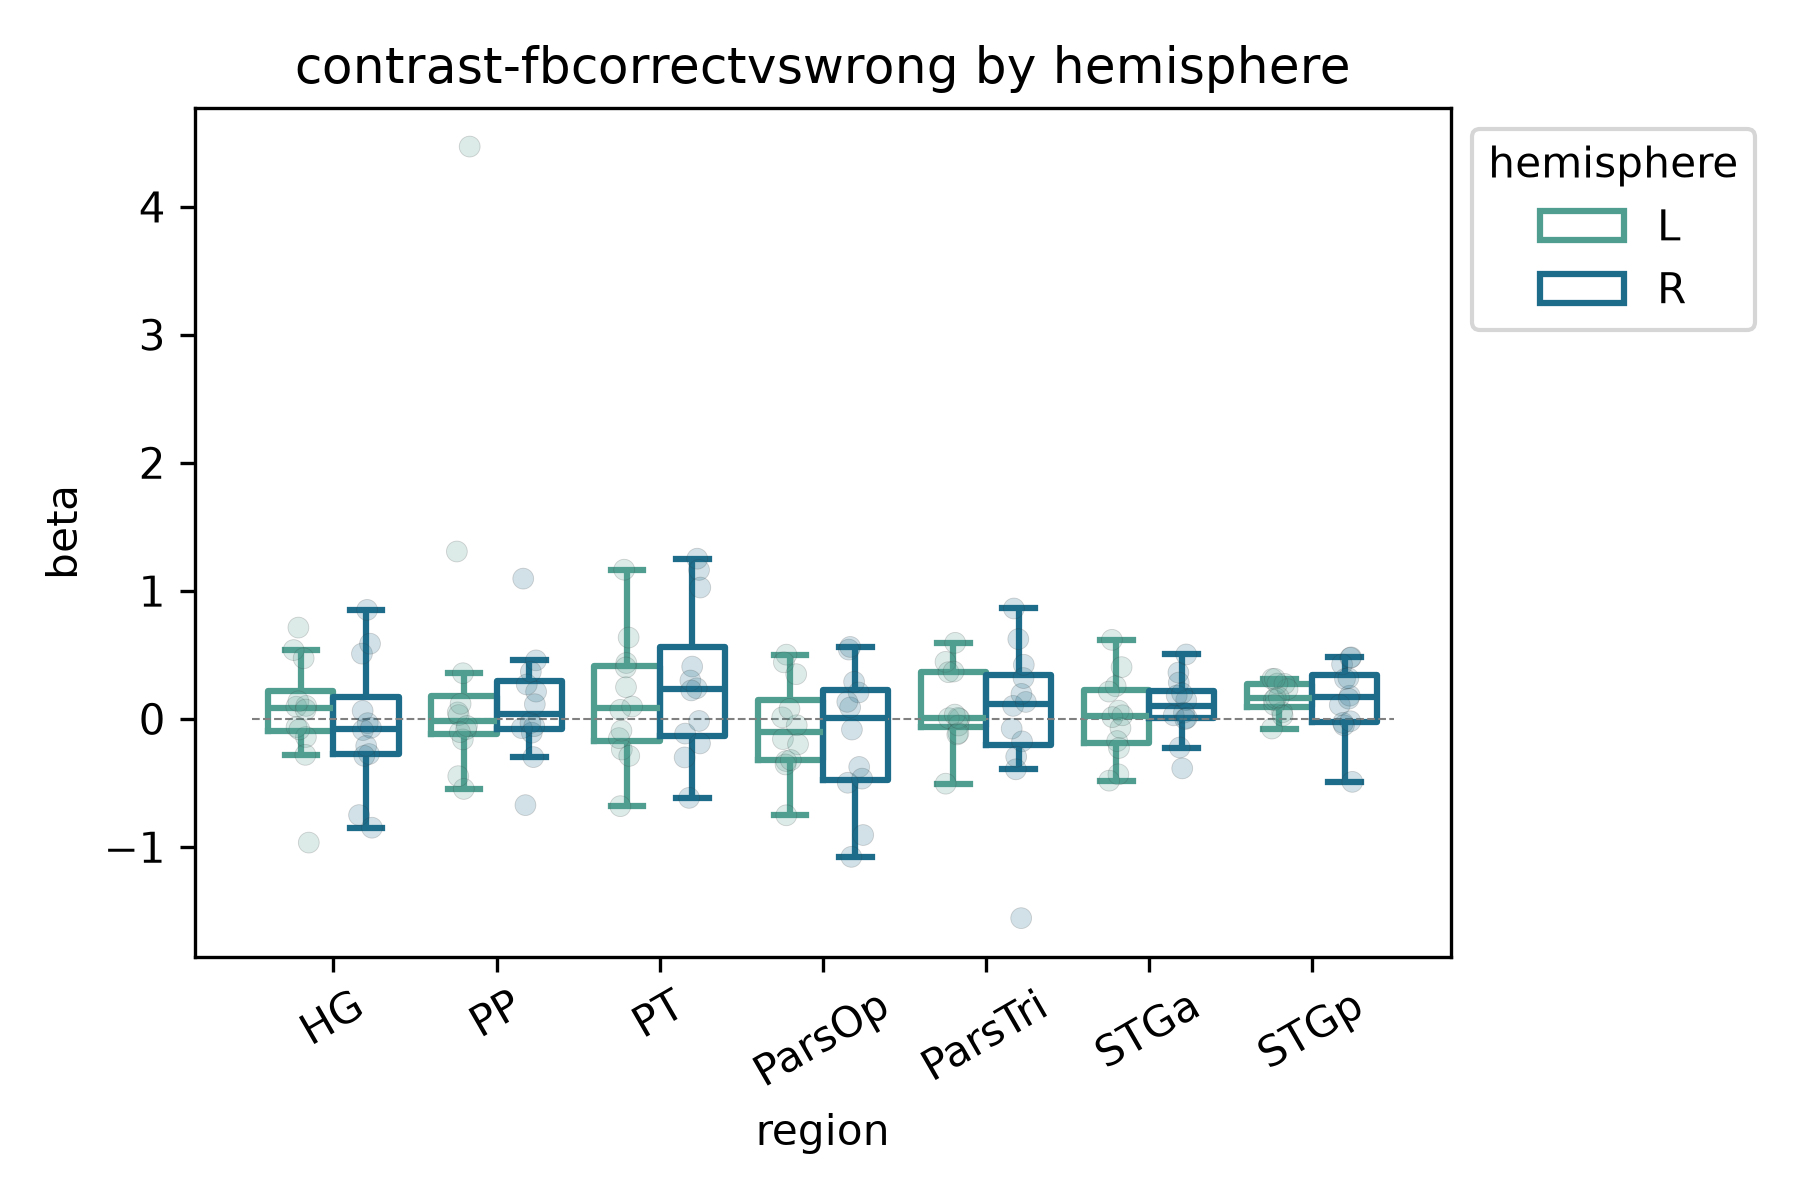 contrast-fbcorrectvswrong by hemisphere
hemisphere
L
R
4
3
2
1
0
−1
beta
HG
PP
PT
ParsOp
ParsTri
STGa
STGp
region